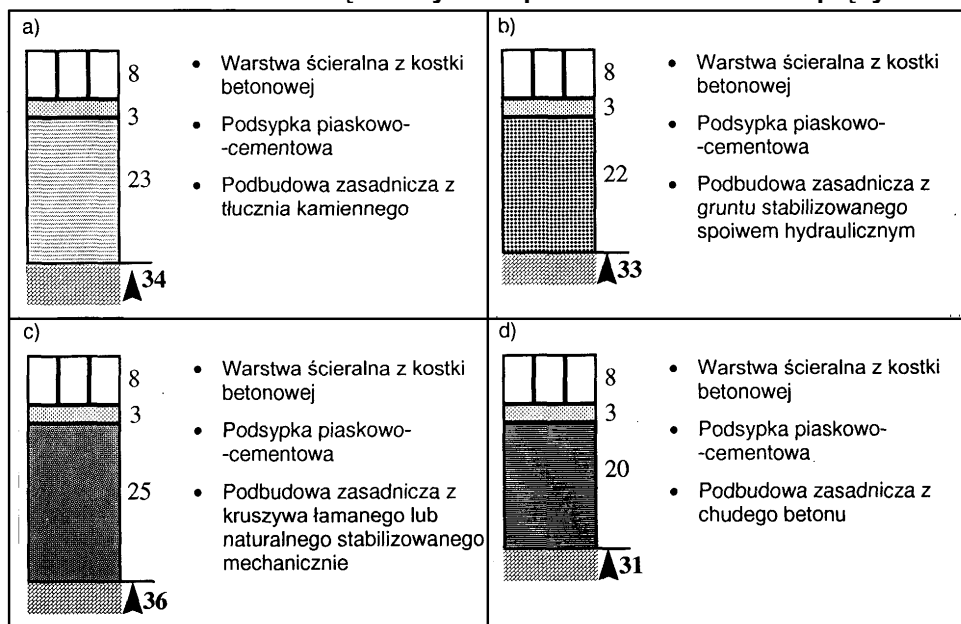 a)
8
3
23
34
• Warstwa ścieralna z kostki
betonowej
• Podsypka piaskowo-
-cementowa
• Podbudowa zasadnicza z
tłucznia kamiennego
b)
8
3
22
33
• Warstwa ścieralna z kostki
betonowej
• Podsypka piaskowo-
-cementowa
• Podbudowa zasadnicza z
gruntu stabilizowanego
spoiwem hydraulicznym
c)
8
3
25
36
• Warstwa ścieralna z kostki
betonowej
• Podsypka piaskowo-
-cementowa
• Podbudowa zasadnicza z
kruszywa łamanego lub
naturalnego stabilizowanego
mechanicznie
d)
8
3
20
31
• Warstwa ścieralna z kostki
betonowej
• Podsypka piaskowo-
-cementowa
• Podbudowa zasadnicza z
chudego betonu